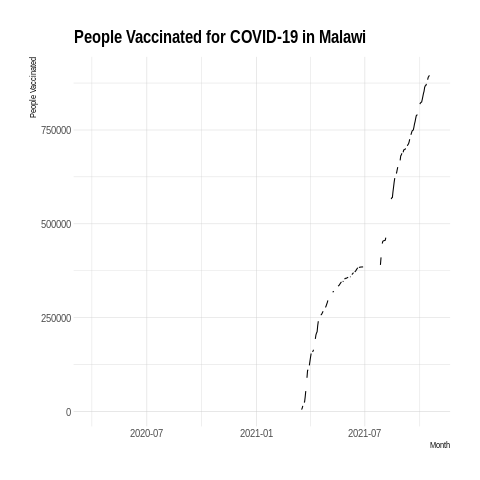 People Vaccinated for COVID-19 in Malawi
People Vaccinated
750000
500000
250000
0
2020-07 2021-01 2021-07
Month